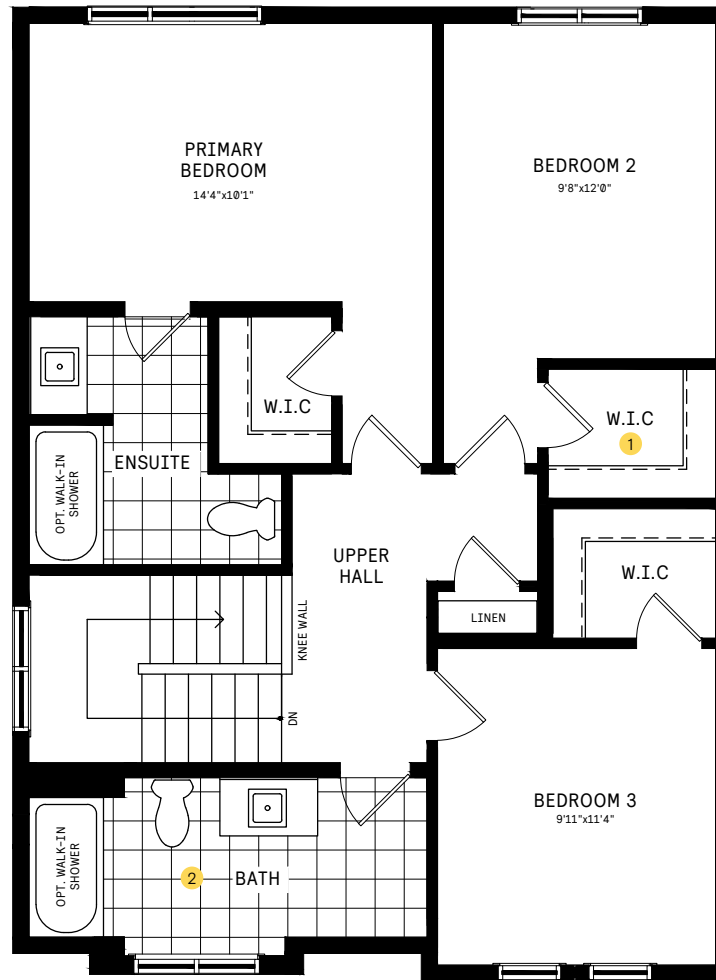 PRIMARY
BEDROOM
14'4"x10'1"
BEDROOM 2
9'8"x12'0"
W.I.C
W.I.C
1
ENSUITE
OPT. WALK-IN
SHOWER
UPPER
HALL
W.I.C
KNEE WALL
LINEN
DN
BEDROOM 3
9'11"x11'4"
OPT. WALK-IN
SHOWER
2 BATH